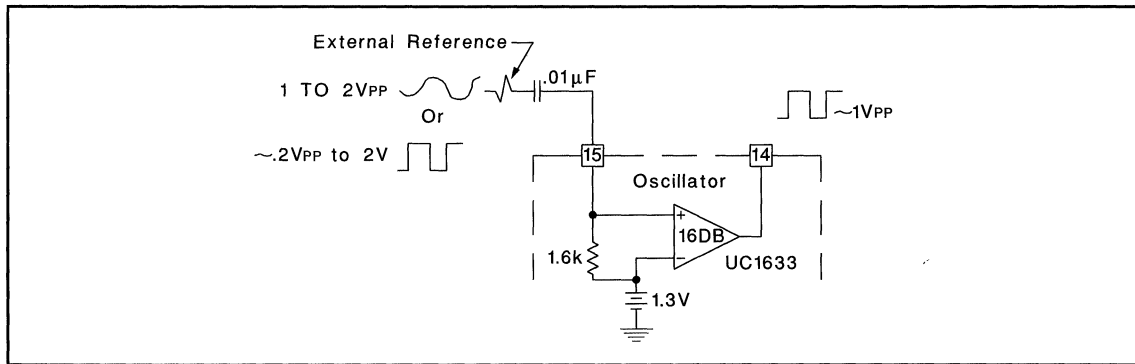 External Reference
.01µF
1 TO 2VPP
Or
~.2VPP to 2V
~1VPP
15
14
Oscillator
+
16DB
−
1.6k
UC1633
1.3V